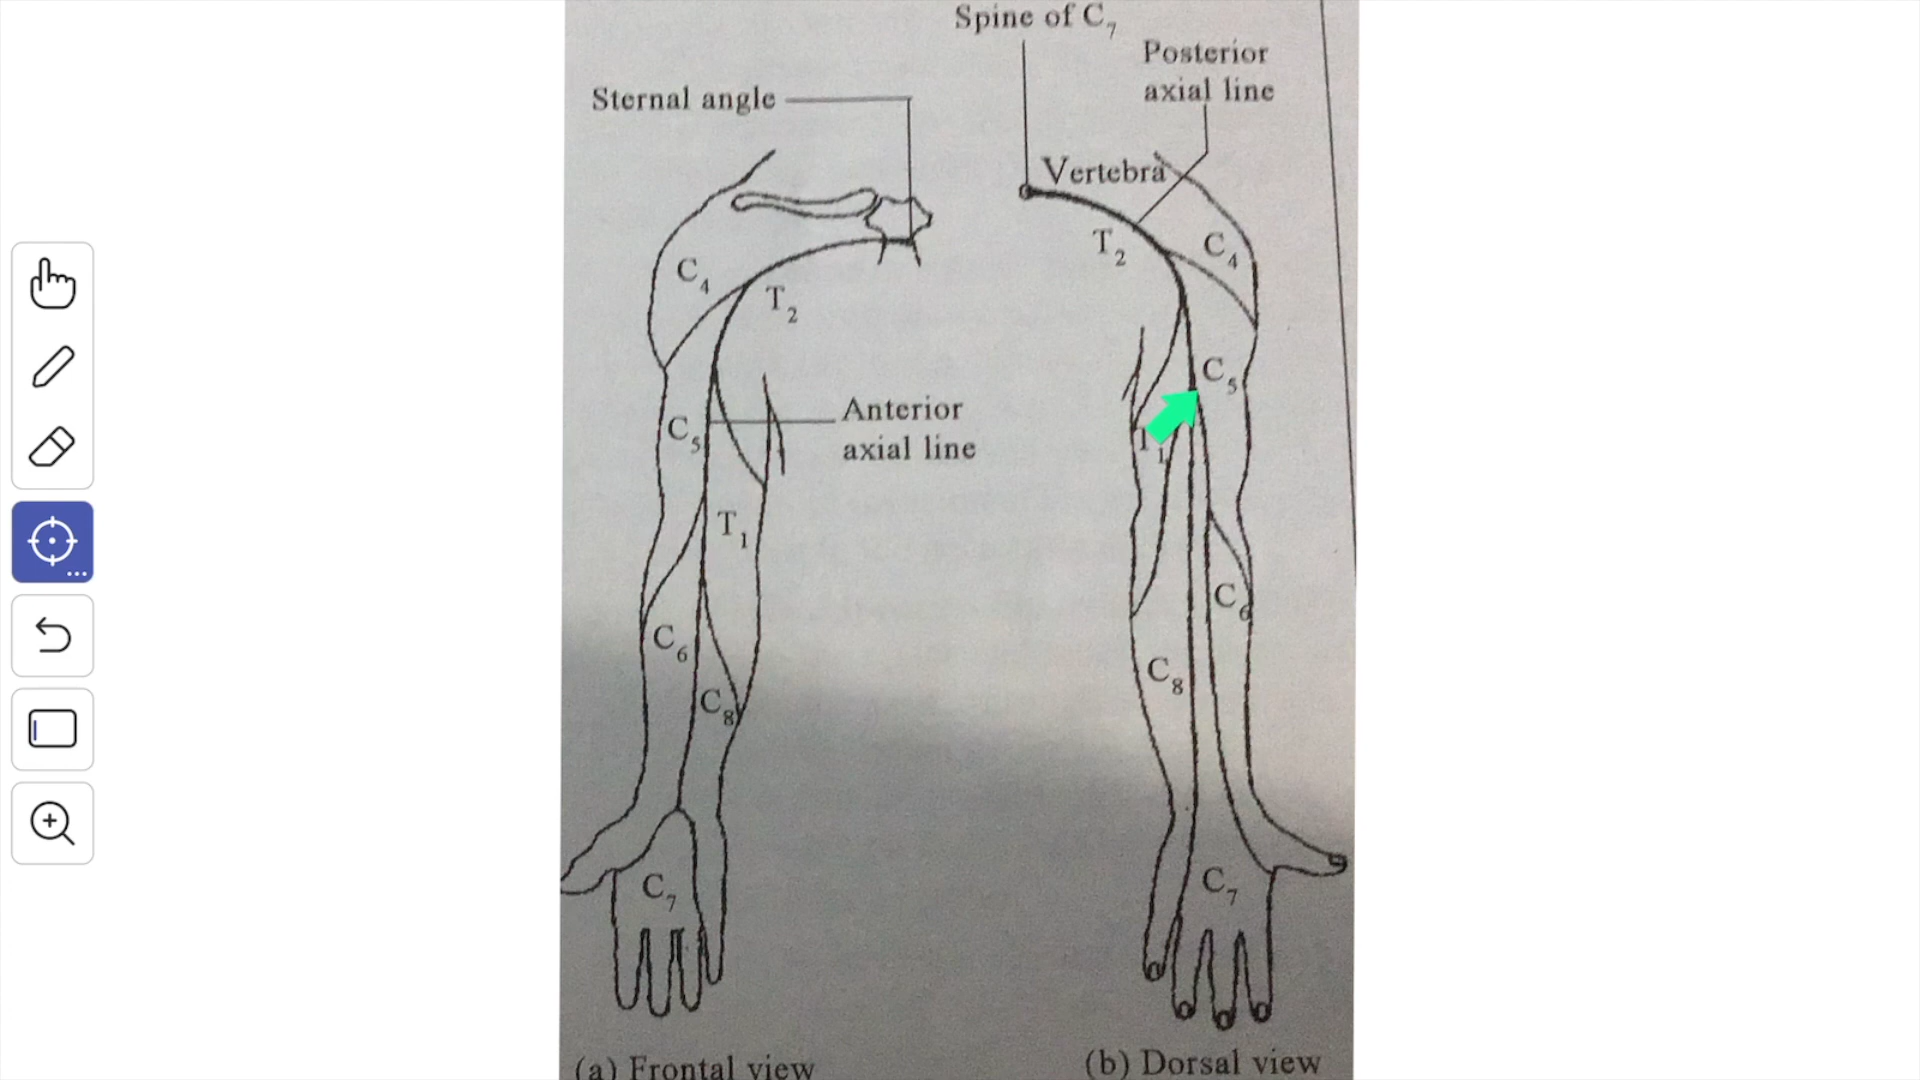 Spine of C7
Posterior
axial line
Sternal angle
Vertebra
C4
T2
T2
C4
C5
Anterior
axial line
C5
T1
T1
C6
C6
C8
C8
C7
C7
(a) Frontal view
(b) Dorsal view